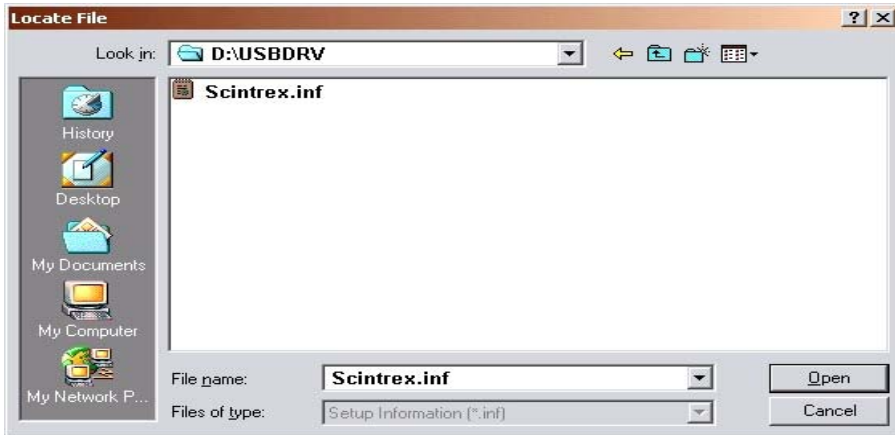 Locate File
Look in: D:\USBDRV
Scintrex.inf
History
Desktop
My Documents
My Computer
My Network P...
File name: Scintrex.inf Open
Files of type: Setup Information (*.inf) Cancel